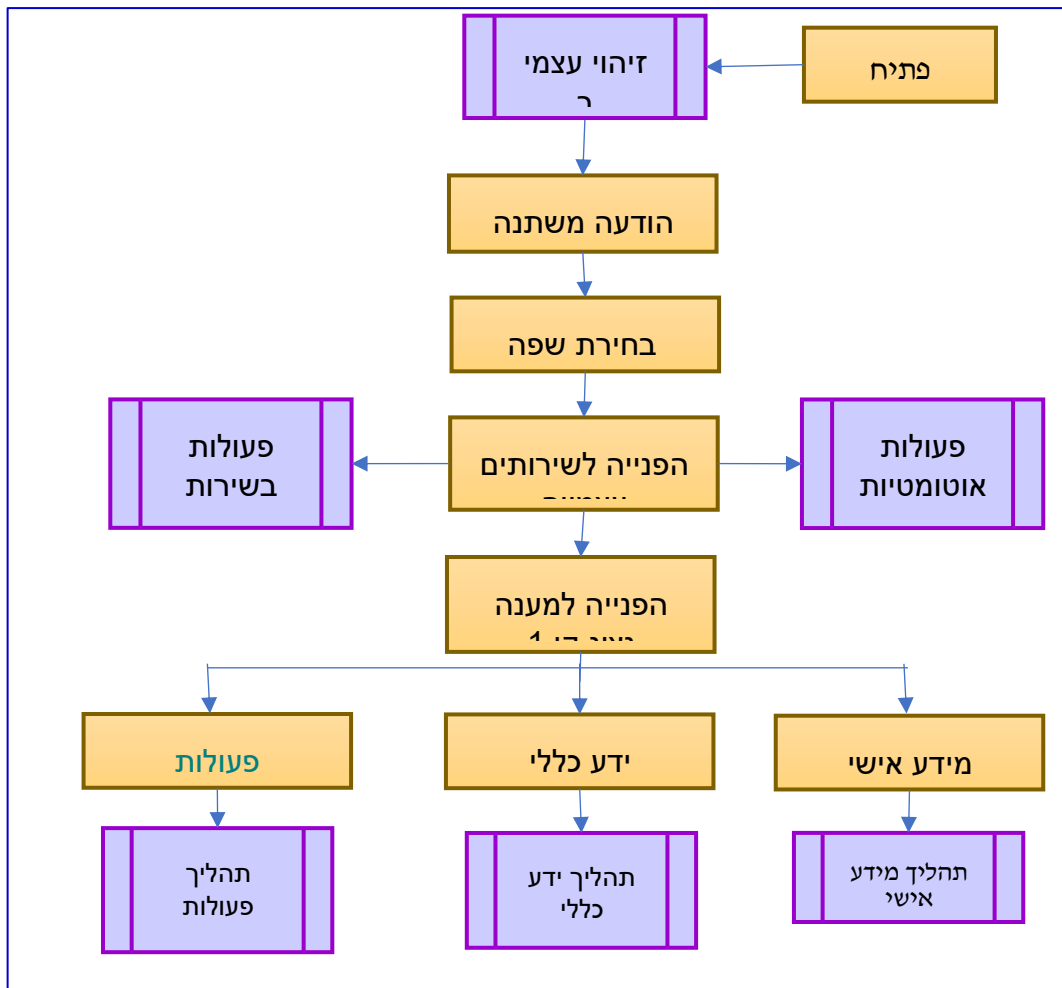 פתיח
זיהוי עצמי
הודעה משתנה
בחירת שפה
פעולות
אוטומטיות
הפנייה לשירותים
פעולות
בשירות
הפנייה למענה
מידע אישי
ידע כללי
פעולות
תהליך מידע
אישי
תהליך ידע
כללי
תהליך
פעולות